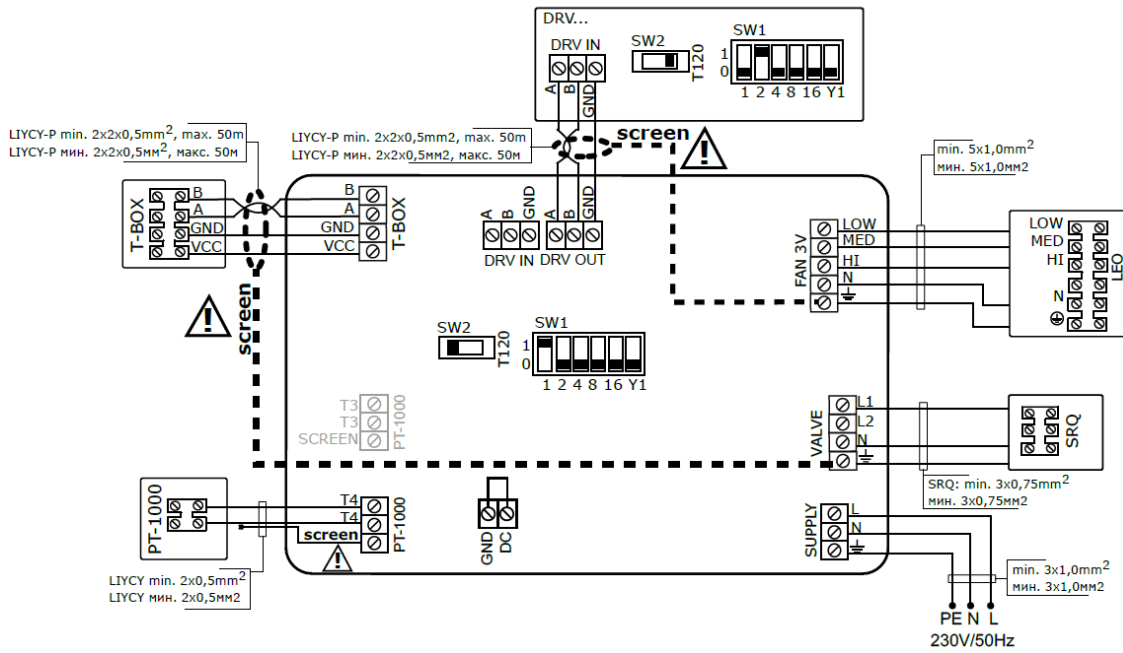 DRV...
DRV IN
A
B
GND
SW2
T120
SW1
1
0
1 2 4 8 16 Y1
LIYCY-P min. 2x2x0,5mm², max. 50m
LIYCY-P мин. 2x2x0,5мм², макс. 50м
LIYCY-P min. 2x2x0,5mm2, max. 50m
LIYCY-P мин. 2x2x0,5мм2, макс. 50м
screen
min. 5x1,0mm²
мин. 5x1,0мм2
T-BOX
B
A
GND
VCC
B
A
GND
VCC
T-BOX
screen
A
B
GND
DRV IN
A
B
GND
DRV OUT
FAN 3V
LOW
MED
HI
N
LOW
MED
HI
N
LEO
SW2
T120
SW1
1
0
1 2 4 8 16 Y1
T3
T3
SCREEN
PT-1000
VALVE
L1
L2
N
SRQ
SRQ: min. 3x0,75mm²
мин. 3x0,75мм2
PT-1000
T4
T4
screen
PT-1000
LIYCY min. 2x0,5mm²
LIYCY мин. 2x0,5мм2
GND
DC
SUPPLY
L
N
min. 3x1,0mm²
мин. 3x1,0мм2
PE N L
230V/50Hz